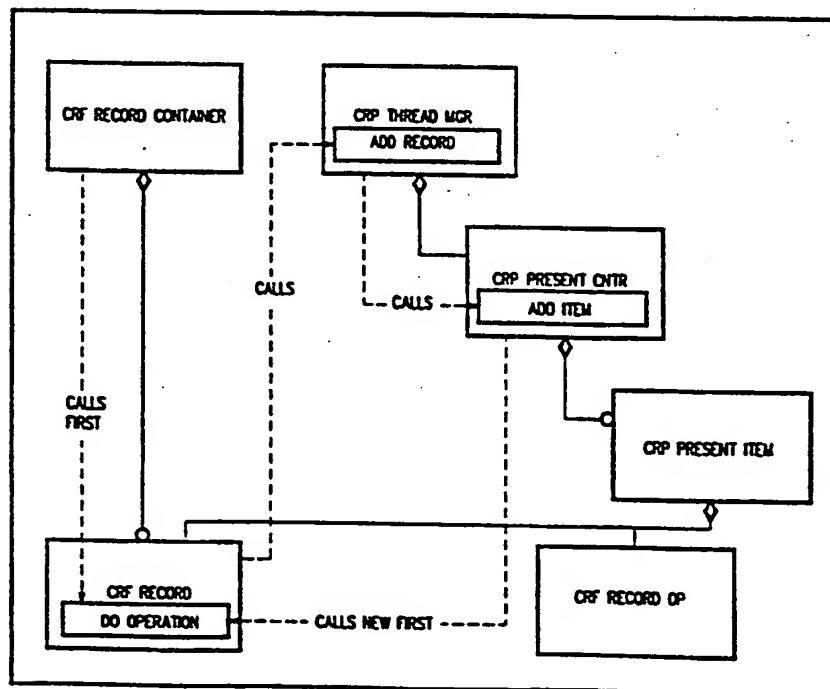 CRF RECORD CONTAINER
CRP THREAD MGR
ADD RECORD
CRP PRESENT CNTR
ADD ITEM
CALLS
CALLS
CALLS
FIRST
CRP PRESENT ITEM
CRF RECORD
DO OPERATION
CALLS NEW FIRST
CRF RECORD OP